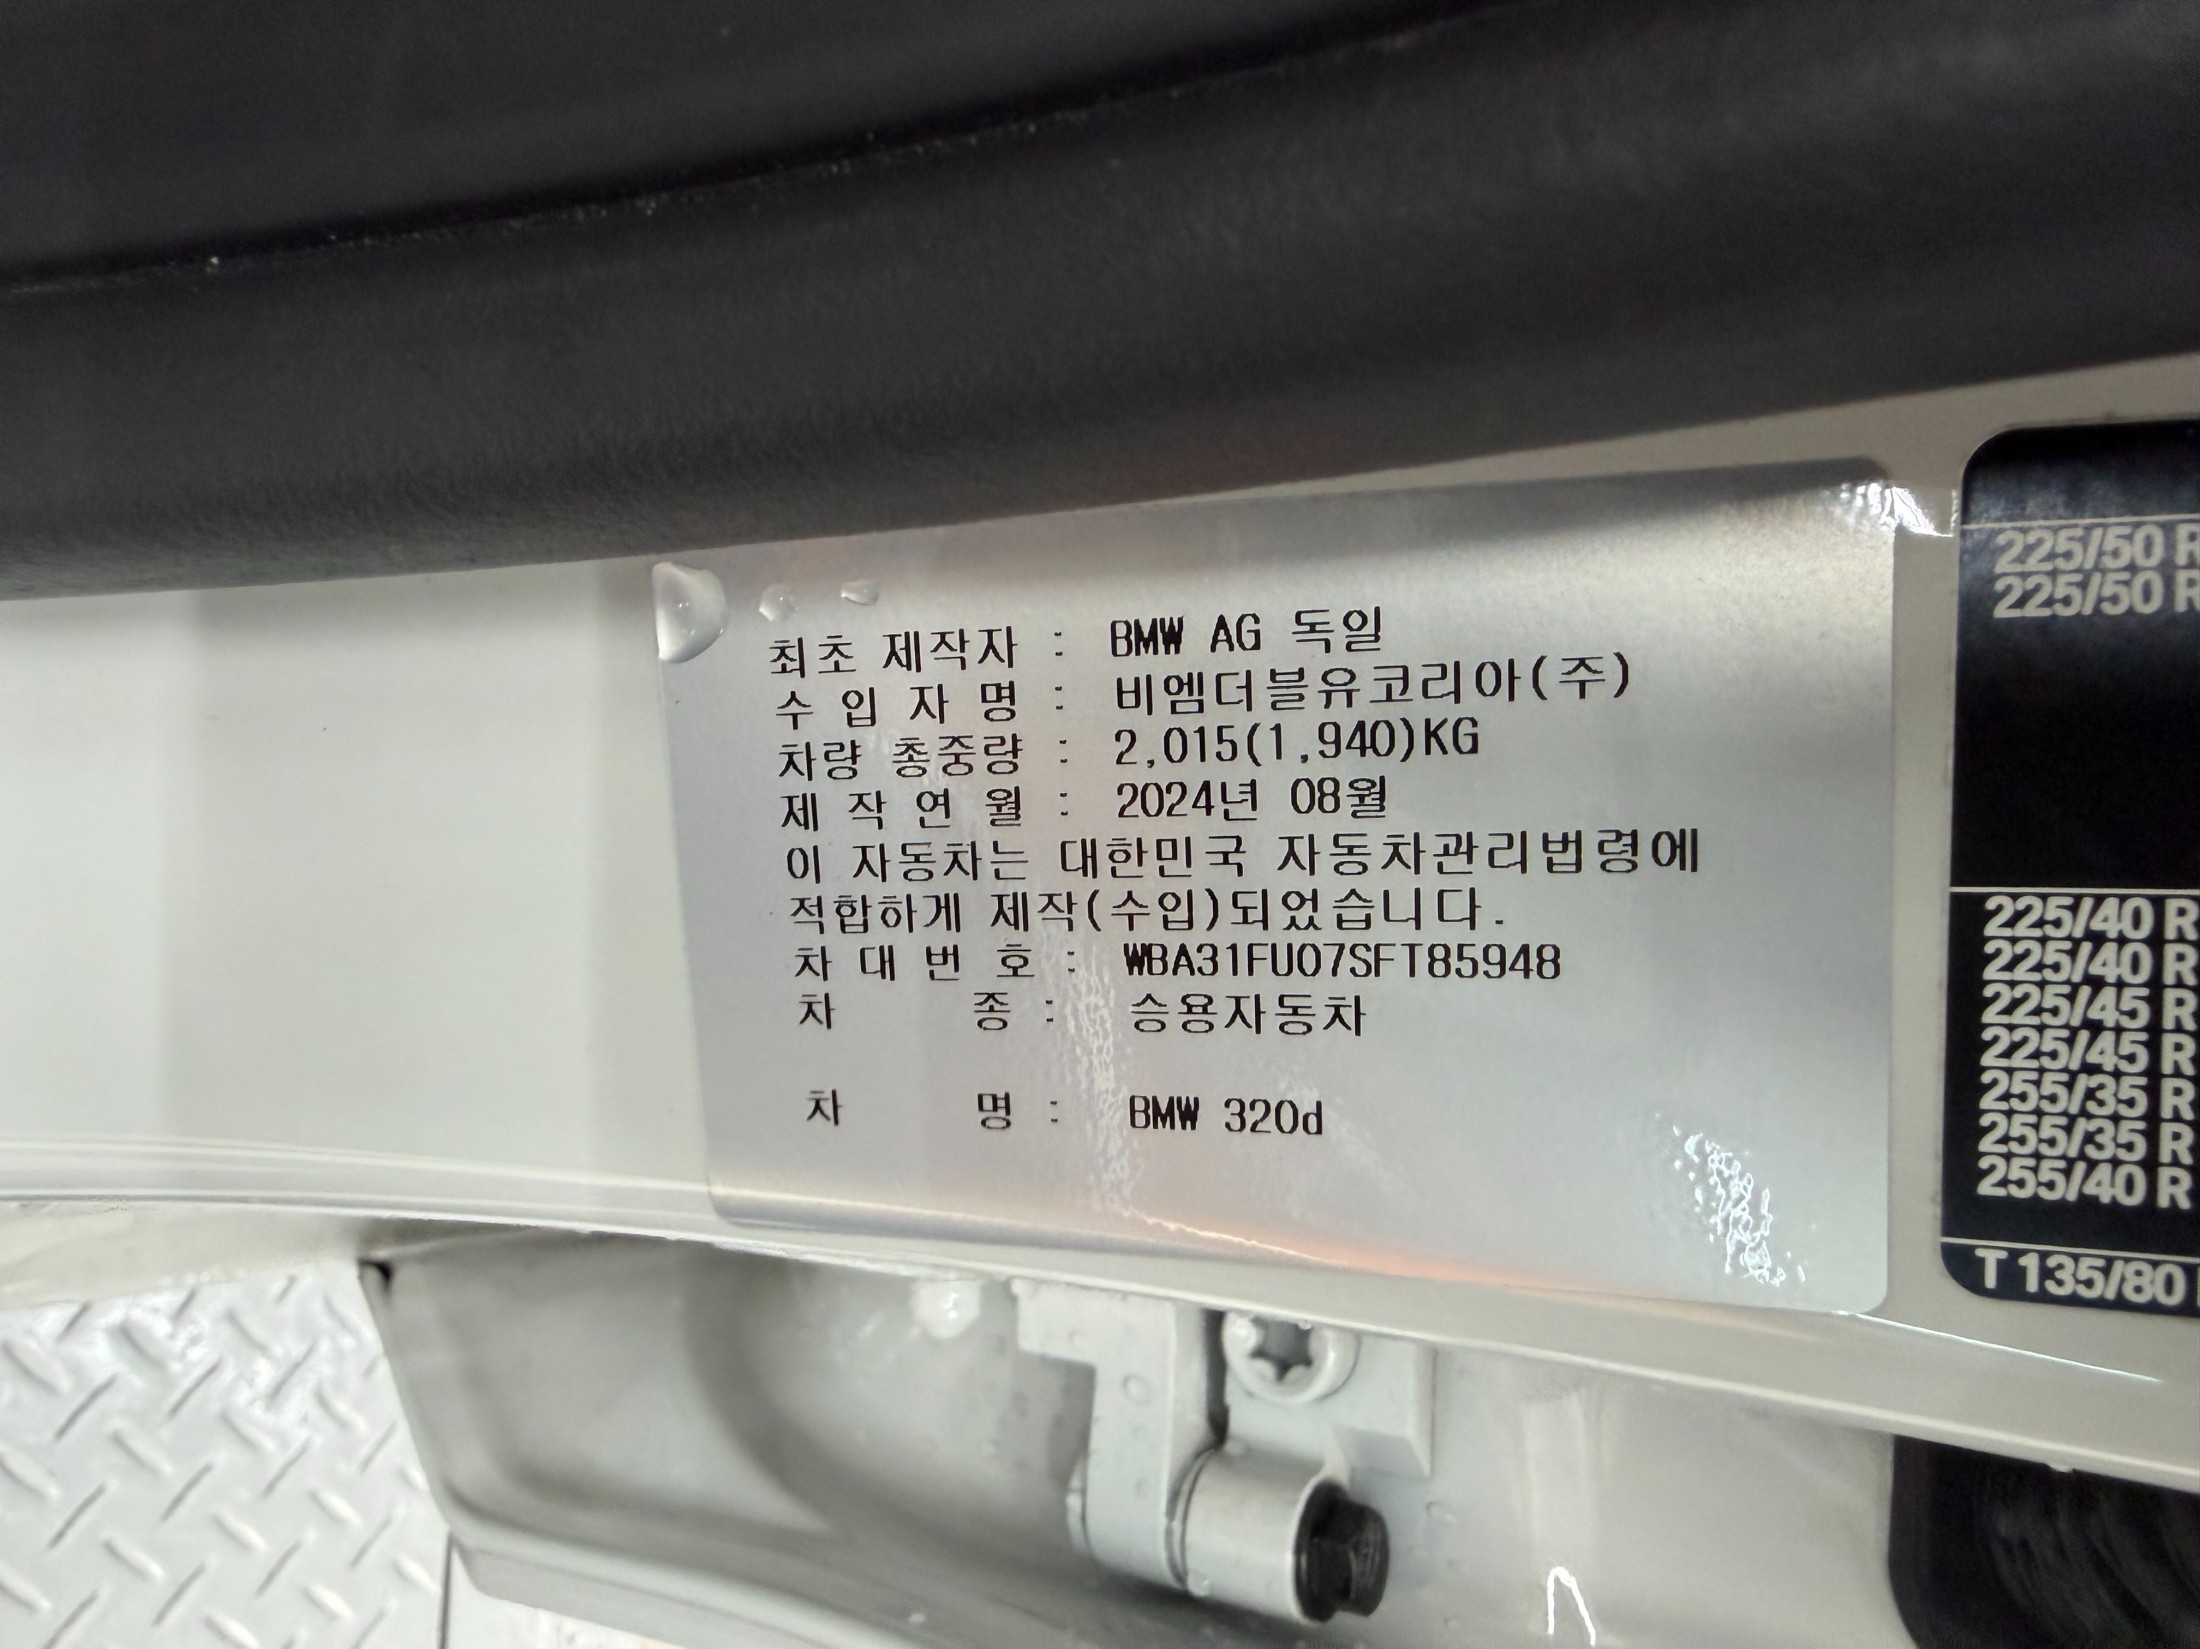 최초 제작자 : BMW AG 독일
수 입 자 명 : 비엠더블유코리아(주)
차량 총중량 : 2,015(1,940)KG
제 작 연 월 : 2024년 08월
이 자동차는 대한민국 자동차관리법령에
적합하게 제작(수입)되었습니다.
차 대 번 호 : WBA31FU07SFT85948
차 종 : 승용자동차
차 명 : BMW 320d
225/50 R
225/50 R
225/40 R
225/40 R
225/45 R
225/45 R
255/35 R
255/35 R
255/40 R
T 135/80